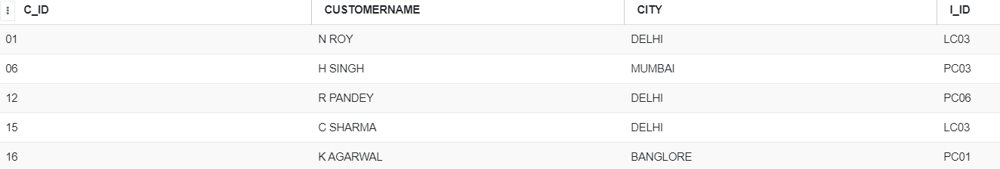 C_ID CUSTOMERNAME CITY I_ID
01 N ROY DELHI LC03
06 H SINGH MUMBAI PC03
12 R PANDEY DELHI PC06
15 C SHARMA DELHI LC03
16 K AGARWAL BANGLORE PC01